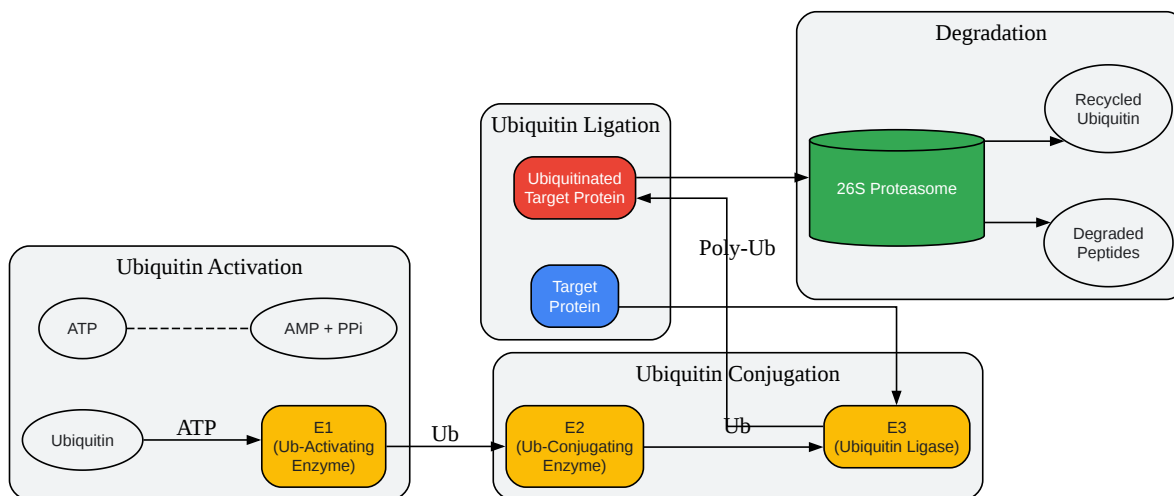 Degradation
Recycled
Ubiquitin
26S Proteasome
Degraded
Peptides
Ubiquitin Ligation
Ubiquitinated
Target Protein
Poly-Ub
Target
Protein
Ubiquitin Activation
ATP
AMP + PPi
Ubiquitin
ATP
E1
(Ub-Activating
Enzyme)
Ub
Ubiquitin Conjugation
E2
(Ub-Conjugating
Enzyme)
Ub
E3
(Ubiquitin Ligase)